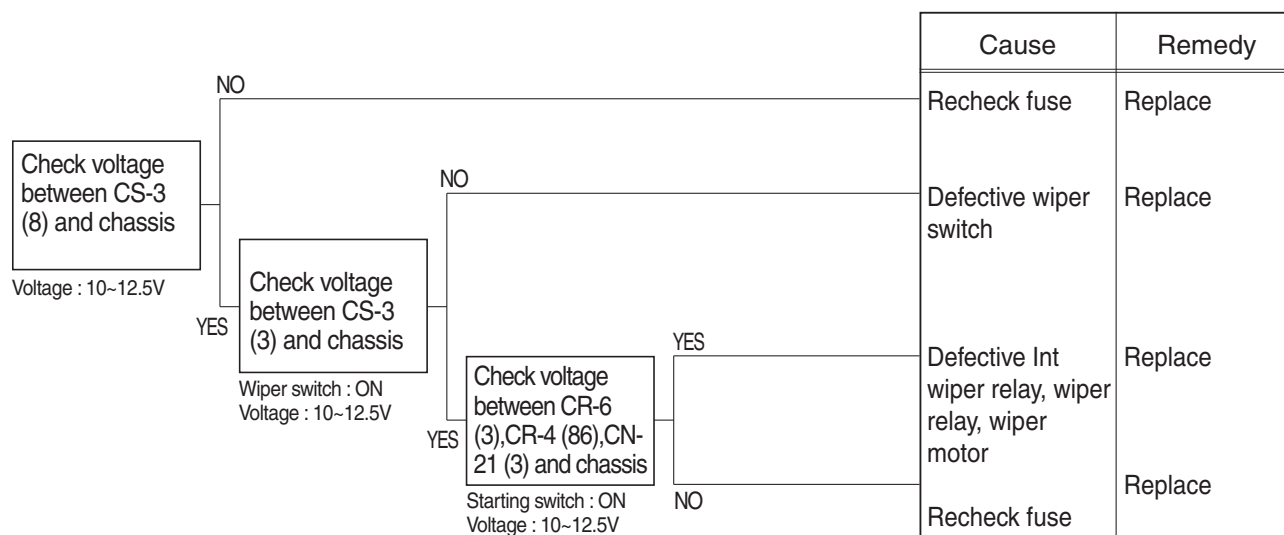 Cause
Remedy
NO
Recheck fuse
Replace
Check voltage
between CS-3
(8) and chassis
Voltage : 10~12.5V
NO
Defective wiper
switch
Replace
YES
Check voltage
between CS-3
(3) and chassis
Wiper switch : ON
Voltage : 10~12.5V
YES
Defective Int
wiper relay, wiper
relay, wiper
motor
Replace
YES
Check voltage
between CR-6
(3),CR-4 (86),CN-
21 (3) and chassis
Starting switch : ON
Voltage : 10~12.5V
NO
Recheck fuse
Replace